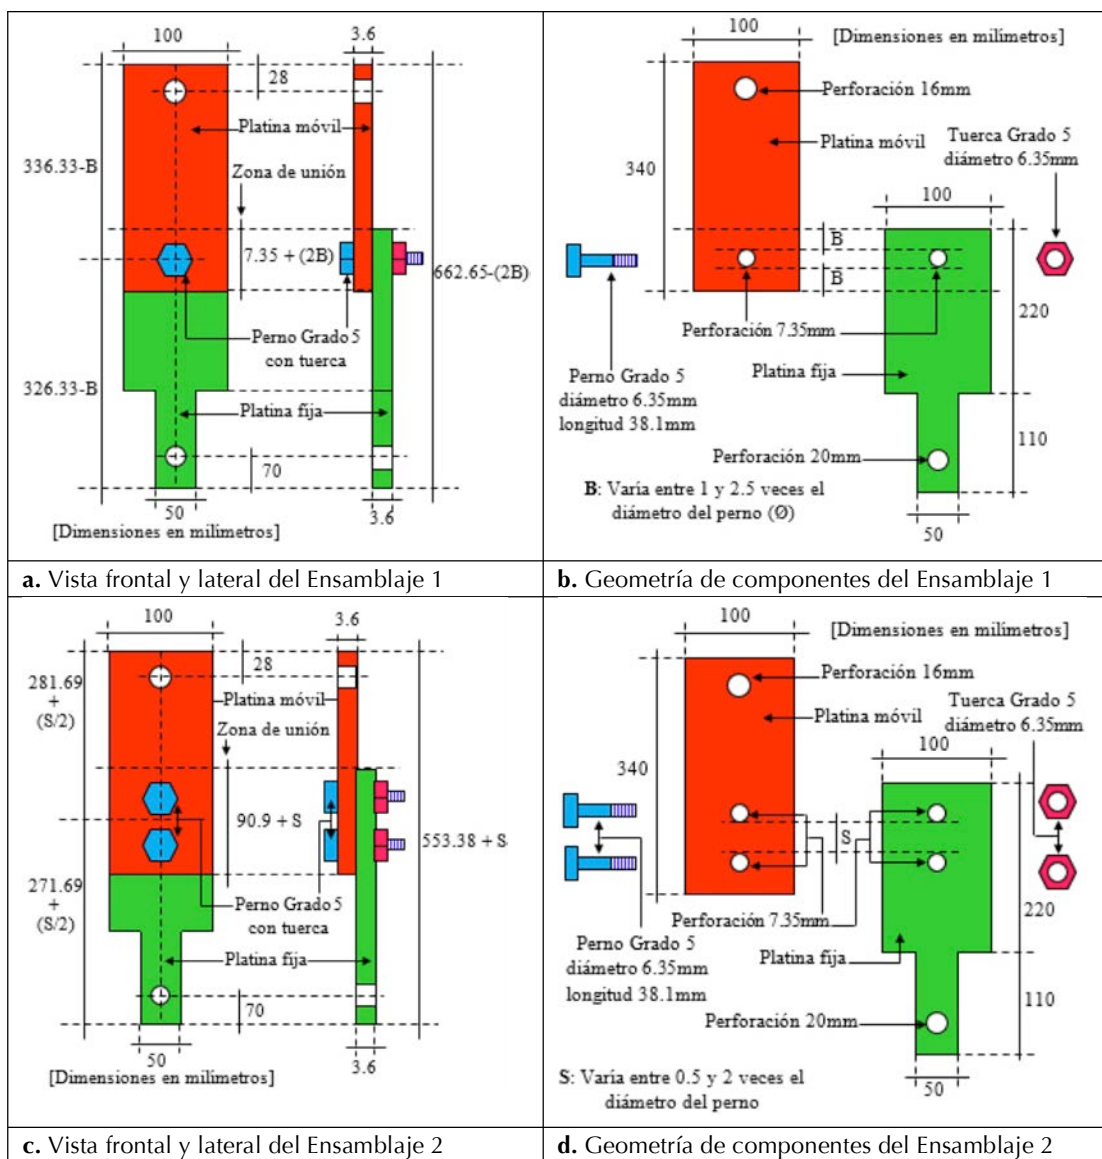 100
3.6
28
Platina móvil
336.33-B
Zona de unión
7.35 + (2B)
662.65-(2B)
Perno Grado 5
con tuerca
326.33-B
Platina fija
70
50
3.6
[Dimensiones en milimetros]
a. Vista frontal y lateral del Ensamblaje 1
100
[Dimensiones en milímetros]
Perforación 16mm
Platina móvil
Tuerca Grado 5
diámetro 6.35mm
340
100
B
B
Perforación 7.35mm
220
Perno Grado 5
diámetro 6.35mm
longitud 38.1mm
Platina fija
110
Perforación 20mm
B: Varía entre 1 y 2.5 veces el
diámetro del perno (Ø)
50
b. Geometría de componentes del Ensamblaje 1
100
3.6
28
281.69
+
(S/2)
Platina móvil
Zona de unión
90.9 + S
553.38 + S
271.69
+
(S/2)
Perno Grado 5
con tuerca
Platina fija
70
50
3.6
[Dimensiones en milimetros]
c. Vista frontal y lateral del Ensamblaje 2
100
[Dimensiones en milímetros]
Perforación 16mm
Platina móvil
Tuerca Grado 5
diámetro 6.35mm
100
340
S
Perforación 7.35mm
220
Perno Grado 5
diámetro 6.35mm
longitud 38.1mm
Platina fija
110
Perforación 20mm
S: Varía entre 0.5 y 2 veces el
diámetro del perno
50
d. Geometría de componentes del Ensamblaje 2